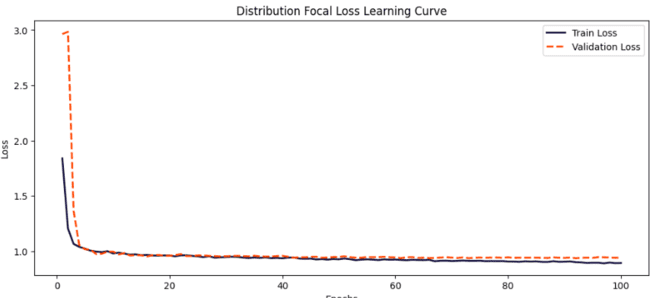 Distribution Focal Loss Learning Curve
Train Loss
Validation Loss
3.0
2.5
2.0
1.5
1.0
Loss
0 20 40 60 80 100
Epochs